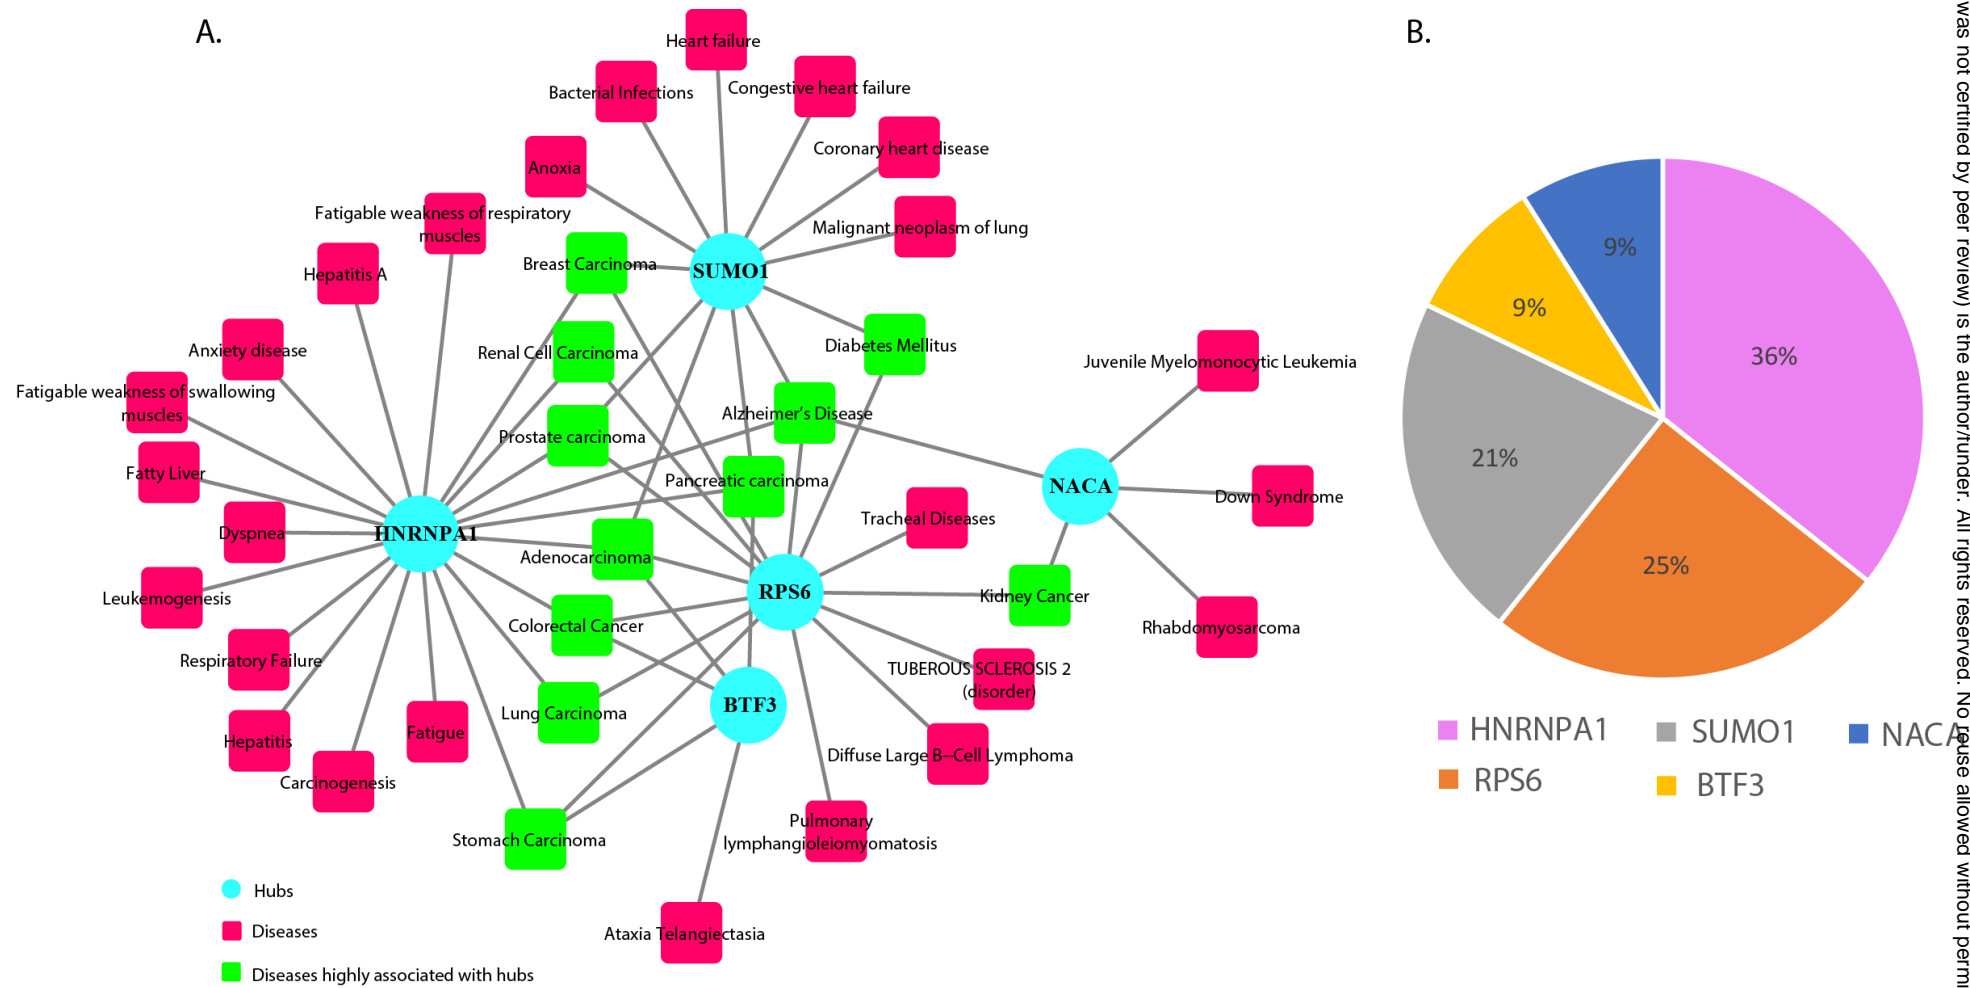 A.
Heart failure
Bacterial Infections
Congestive heart failure
Coronary heart disease
Anoxia
Malignant neoplasm of lung
Fatigable weakness of respiratory
muscles
Breast Carcinoma
SUMO1
Hepatitis A
Renal Cell Carcinoma
Diabetes Mellitus
Anxiety disease
Juvenile Myelomonocytic Leukemia
Fatigable weakness of swallowing
muscles
Alzheimer's Disease
Prostate carcinoma
Fatty Liver
Pancreatic carcinoma
NACA
Down Syndrome
Tracheal Diseases
Dyspnea
HNRNPA1
Adenocarcinoma
RPS6
Kidney Cancer
Leukemogenesis
Colorectal Cancer
Rhabdomyosarcoma
Respiratory Failure
TUBEROUS SCLEROSIS 2
(disorder)
BTF3
Lung Carcinoma
Fatigue
Hepatitis
Diffuse Large B-Cell Lymphoma
Carcinogenesis
Pulmonary
lymphangioleiomyomatosis
Stomach Carcinoma
Ataxia Telangiectasia
Hubs
Diseases
Diseases highly associated with hubs
B.
9%
9%
36%
21%
25%
HNRNPA1
SUMO1
NACA
RPS6
BTF3
was not certified by peer review) is the author/funder. All rights reserved. No reuse allowed without permi